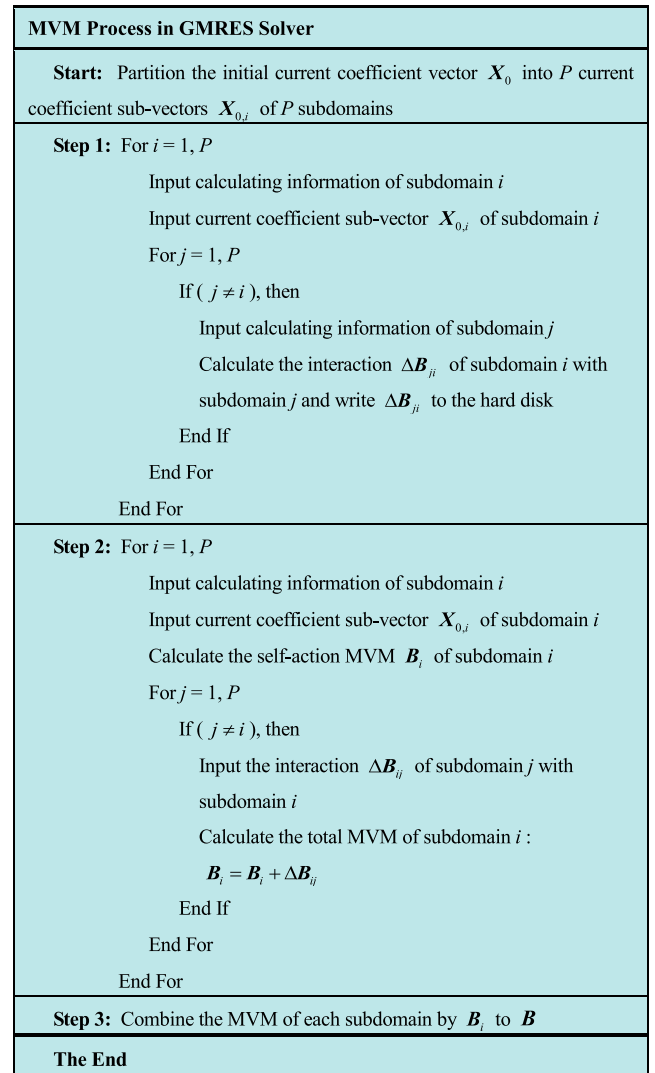 MVM Process in GMRES Solver
Start: Partition the initial current coefficient vector X₀ into P current
coefficient sub-vectors X₀,ᵢ of P subdomains
Step 1: For i = 1, P
Input calculating information of subdomain i
Input current coefficient sub-vector X₀,ᵢ of subdomain i
For j = 1, P
If ( j ≠ i ), then
Input calculating information of subdomain j
Calculate the interaction ΔBⱼᵢ of subdomain i with
subdomain j and write ΔBⱼᵢ to the hard disk
End If
End For
End For
Step 2: For i = 1, P
Input calculating information of subdomain i
Input current coefficient sub-vector X₀,ᵢ of subdomain i
Calculate the self-action MVM Bᵢ of subdomain i
For j = 1, P
If ( j ≠ i ), then
Input the interaction ΔBᵢⱼ of subdomain j with
subdomain i
Calculate the total MVM of subdomain i :
Bᵢ = Bᵢ + ΔBᵢⱼ
End If
End For
End For
Step 3: Combine the MVM of each subdomain by Bᵢ to B
The End